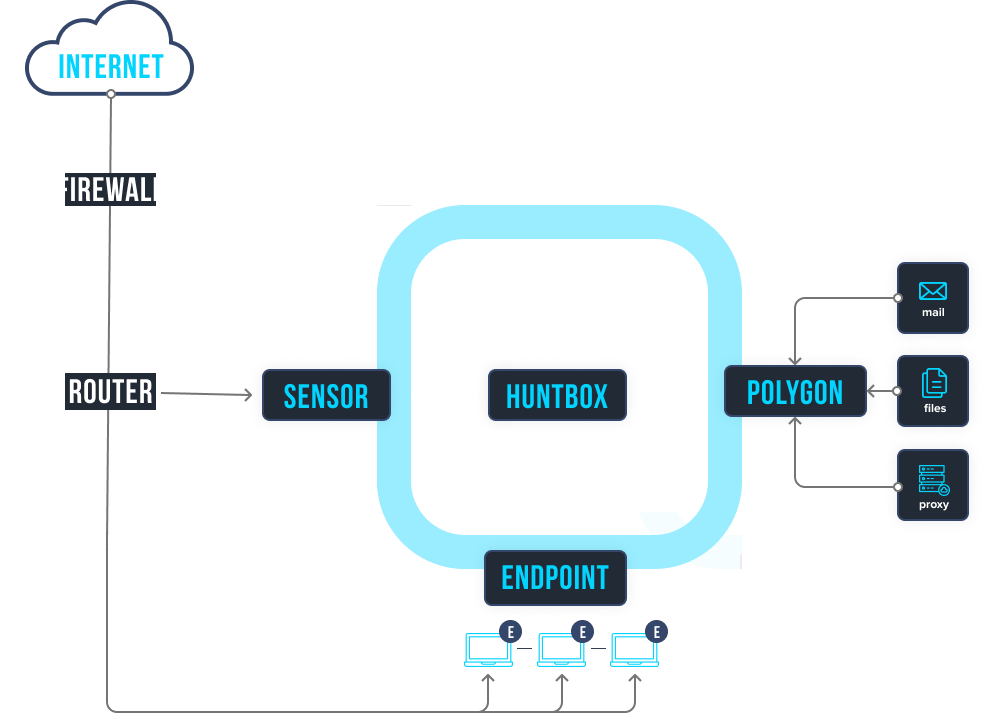 INTERNET
FIREWALL
ROUTER
SENSOR
HUNTBOX
POLYGON
mail
files
proxy
ENDPOINT
E
E
E